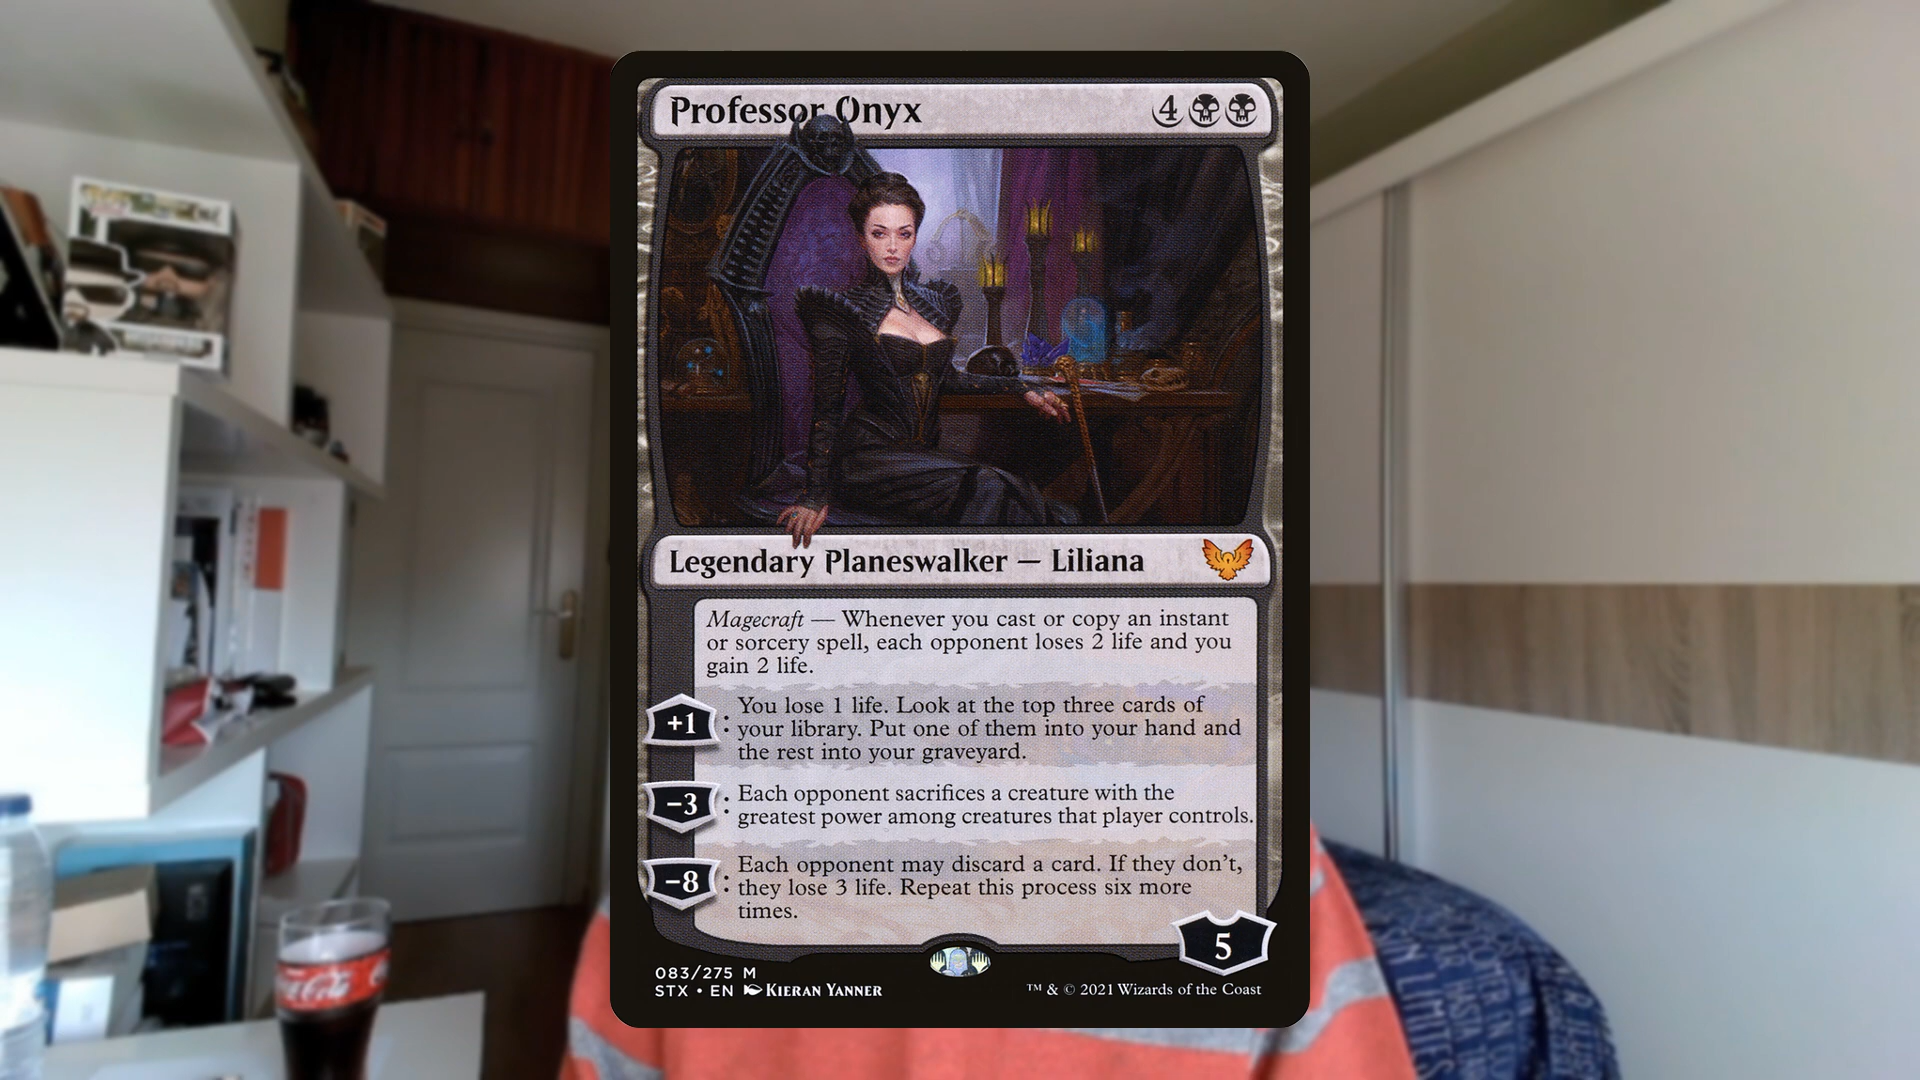 Professor Onyx
4
Legendary Planeswalker — Liliana
Magecraft — Whenever you cast or copy an instant
or sorcery spell, each opponent loses 2 life and you
gain 2 life.
+1: You lose 1 life. Look at the top three cards of
your library. Put one of them into your hand and
the rest into your graveyard.
−3: Each opponent sacrifices a creature with the
greatest power among creatures that player controls.
−8: Each opponent may discard a card. If they don't,
they lose 3 life. Repeat this process six more
times.
5
083/275 M
STX • EN KIERAN YANNER
™ & © 2021 Wizards of the Coast
Coca-Cola